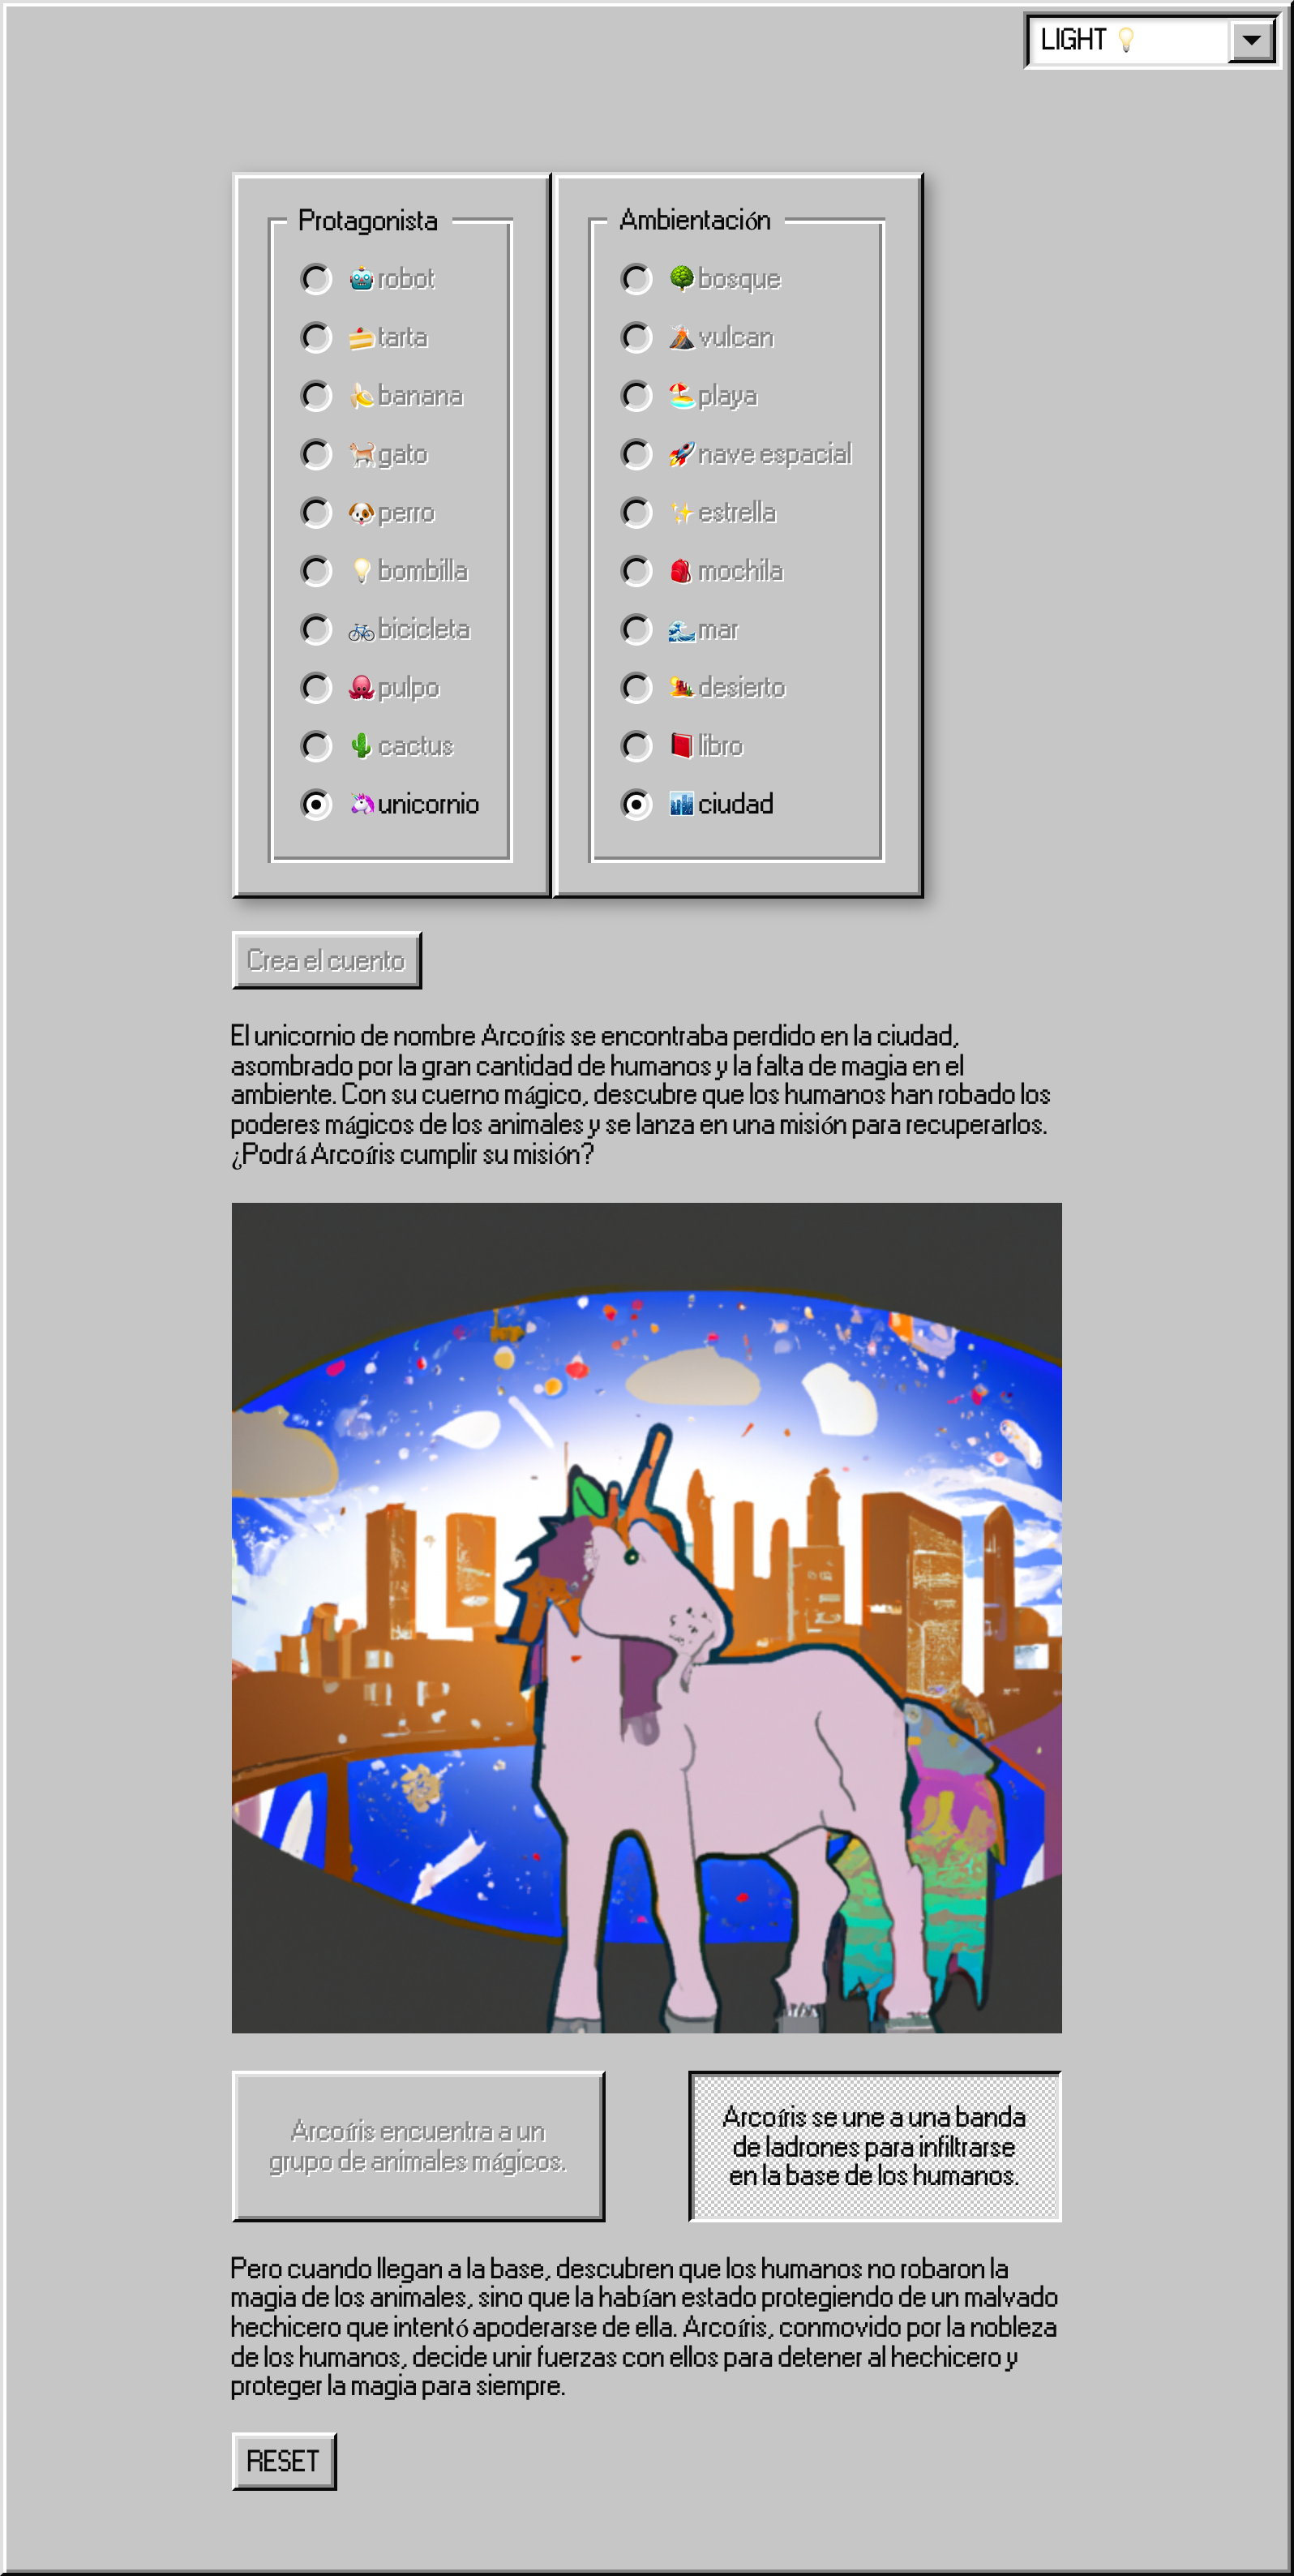 LIGHT 💡
Protagonista
🤖robot
🍰tarta
🍌banana
🐈gato
🐶perro
💡bombilla
🚲bicicleta
🐙pulpo
🌵cactus
🦄unicornio
Ambientación
🌳bosque
🌋vulcan
🏖️playa
🚀nave espacial
✨estrella
🎒mochila
🌊mar
🏜️desierto
📕libro
🏙️ciudad
Crea el cuento
El unicornio de nombre Arcoíris se encontraba perdido en la ciudad,
asombrado por la gran cantidad de humanos y la falta de magia en el
ambiente. Con su cuerno mágico, descubre que los humanos han robado los
poderes mágicos de los animales y se lanza en una misión para recuperarlos.
¿Podrá Arcoíris cumplir su misión?
Arcoíris encuentra a un
grupo de animales mágicos.
Arcoíris se une a una banda
de ladrones para infiltrarse
en la base de los humanos.
Pero cuando llegan a la base, descubren que los humanos no robaron la
magia de los animales, sino que la habían estado protegiendo de un malvado
hechicero que intentó apoderarse de ella. Arcoíris, conmovido por la nobleza
de los humanos, decide unir fuerzas con ellos para detener al hechicero y
proteger la magia para siempre.
RESET